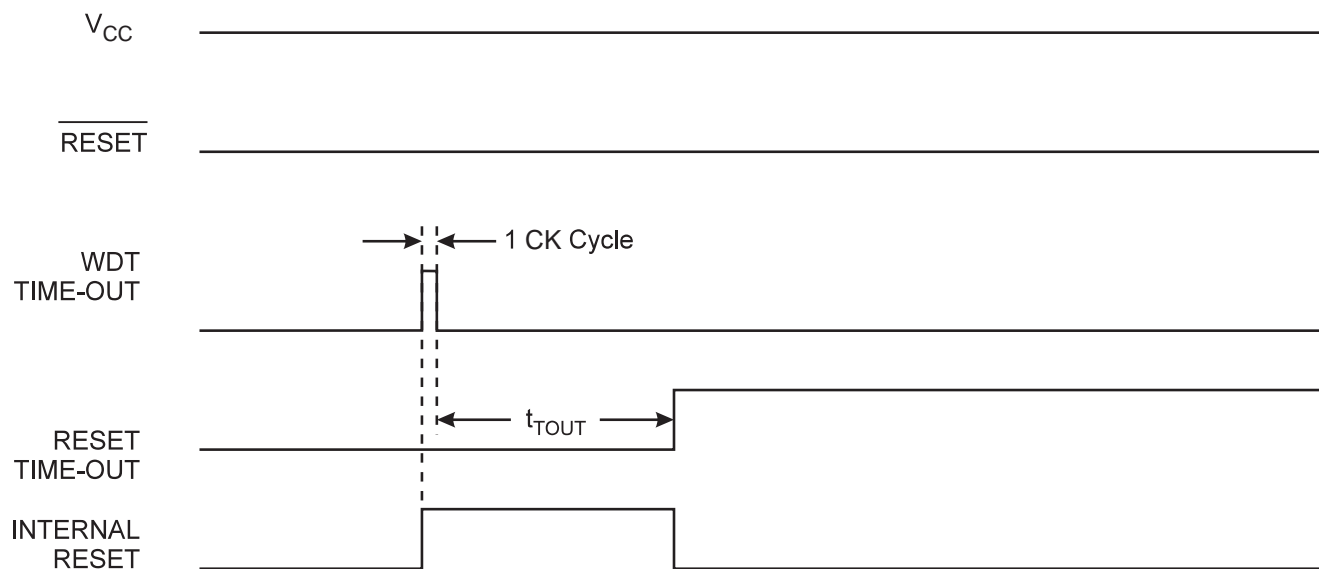 VCC
RESET
1 CK Cycle
WDT
TIME-OUT
tTOUT
RESET
TIME-OUT
INTERNAL
RESET